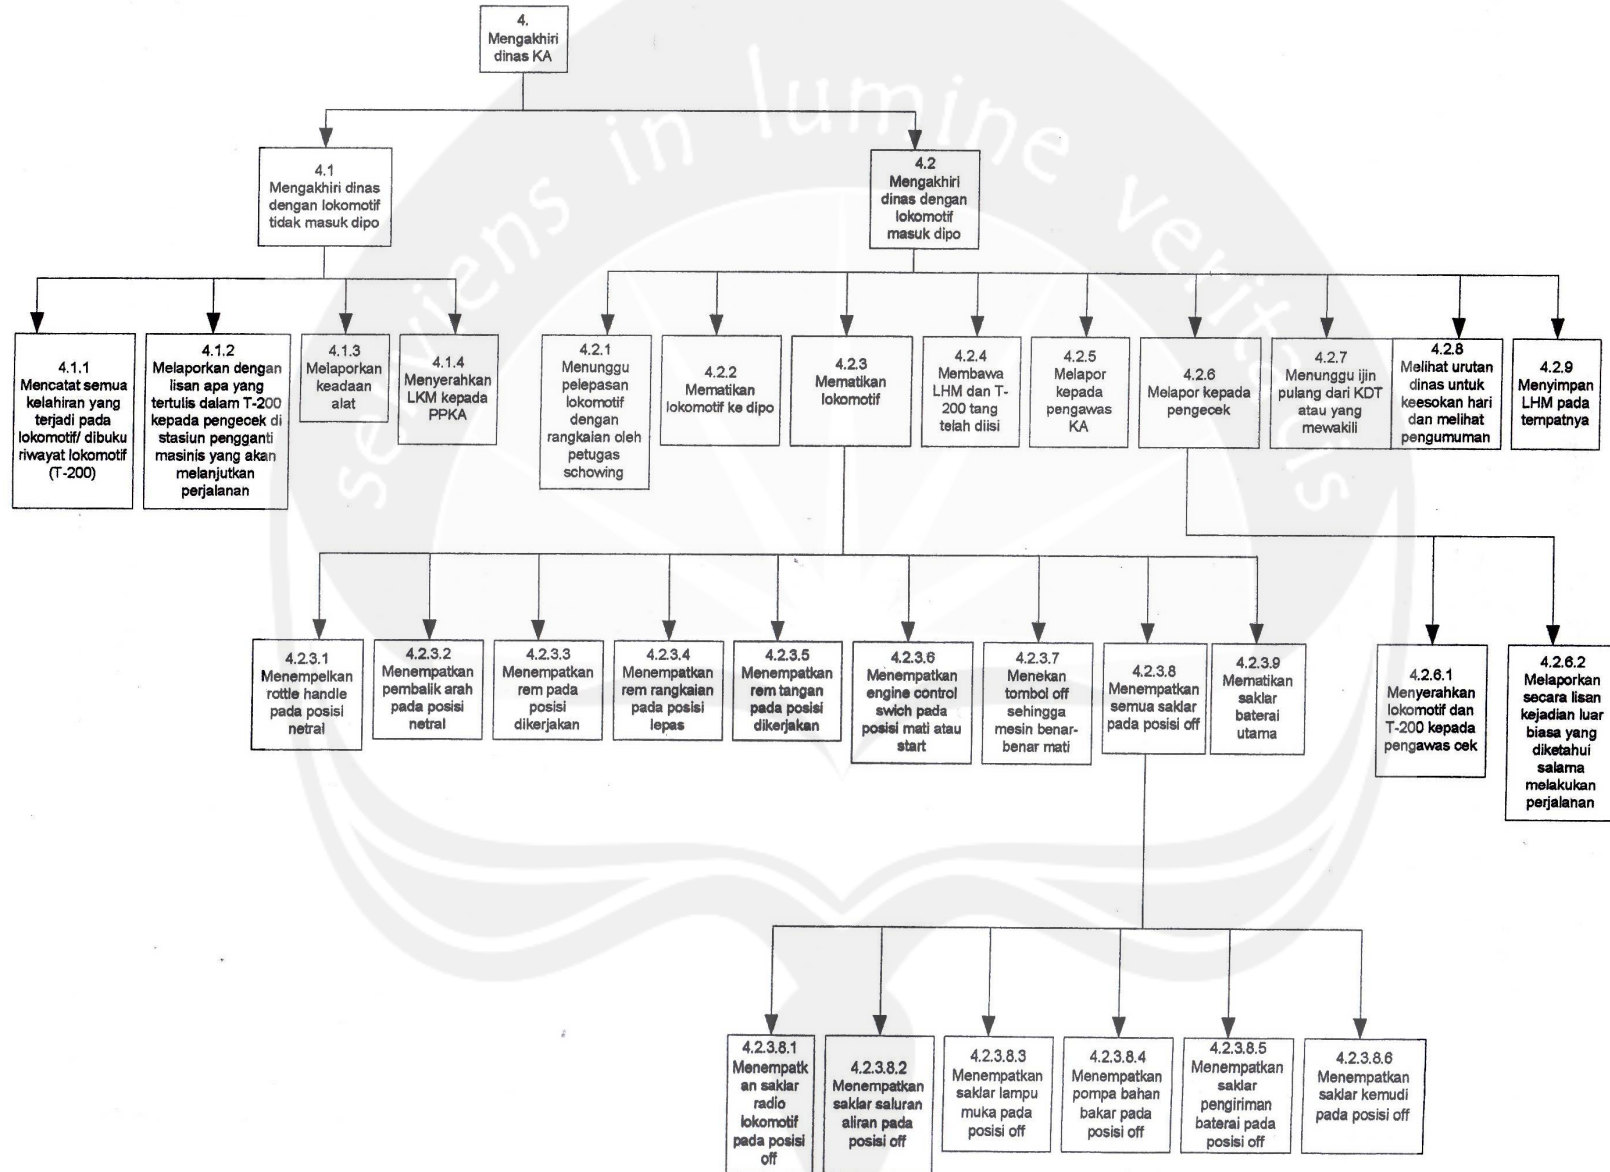 4.
Mengakhiri
dinas KA
serviens in lumine veritatis
4.1
Mengakhiri dinas
dengan lokomotif
tidak masuk dipo
4.2
Mengakhiri
dinas dengan
lokomotif
masuk dipo
4.1.1
Mencatat semua
kelahiran yang
terjadi pada
lokomotif/ dibuku
riwayat lokomotif
(T-200)
4.1.2
Melaporkan dengan
lisan apa yang
tertulis dalam T-200
kepada pengecek di
stasiun pengganti
masinis yang akan
melanjutkan
perjalanan
4.1.3
Melaporkan
keadaan
alat
4.1.4
Menyerahkan
LKM kepada
PPKA
4.2.1
Menunggu
pelepasan
lokomotif
dengan
rangkaian oleh
petugas
schowing
4.2.2
Mematikan
lokomotif ke dipo
4.2.3
Mematikan
lokomotif
4.2.4
Membawa
LHM dan T-
200 tang
telah diisi
4.2.5
Melapor
kepada
pengawas
KA
4.2.6
Melapor kepada
pengecek
4.2.7
Menunggu ijin
pulang dari KDT
atau yang
mewakili
4.2.8
Melihat urutan
dinas untuk
keesokan hari
dan melihat
pengumuman
4.2.9
Menyimpan
LHM pada
tempatnya
4.2.3.1
Menempelkan
rottle handle
pada posisi
netral
4.2.3.2
Menempatkan
pembalik arah
pada posisi
netral
4.2.3.3
Menempatkan
rem pada
posisi
dikerjakan
4.2.3.4
Menempatkan
rem rangkaian
pada posisi
lepas
4.2.3.5
Menempatkan
rem tangan
pada posisi
dikerjakan
4.2.3.6
Menempatkan
engine control
swich pada
posisi mati atau
start
4.2.3.7
Menekan
tombol off
sehingga
mesin benar-
benar mati
4.2.3.8
Menempatkan
semua saklar
pada posisi off
4.2.3.9
Mematikan
saklar
baterai
utama
4.2.6.1
Menyerahkan
lokomotif dan
T-200 kepada
pengawas cek
4.2.6.2
Melaporkan
secara lisan
kejadian luar
biasa yang
diketahui
salama
melakukan
perjalanan
4.2.3.8.1
Menempatk
an saklar
radio
lokomotif
pada posisi
off
4.2.3.8.2
Menempatkan
saklar saluran
aliran pada
posisi off
4.2.3.8.3
Menempatkan
saklar lampu
muka pada
posisi off
4.2.3.8.4
Menempatkan
pompa bahan
bakar pada
posisi off
4.2.3.8.5
Menempatkan
saklar
pengiriman
baterai pada
posisi off
4.2.3.8.6
Menempatkan
saklar kemudi
pada posisi off